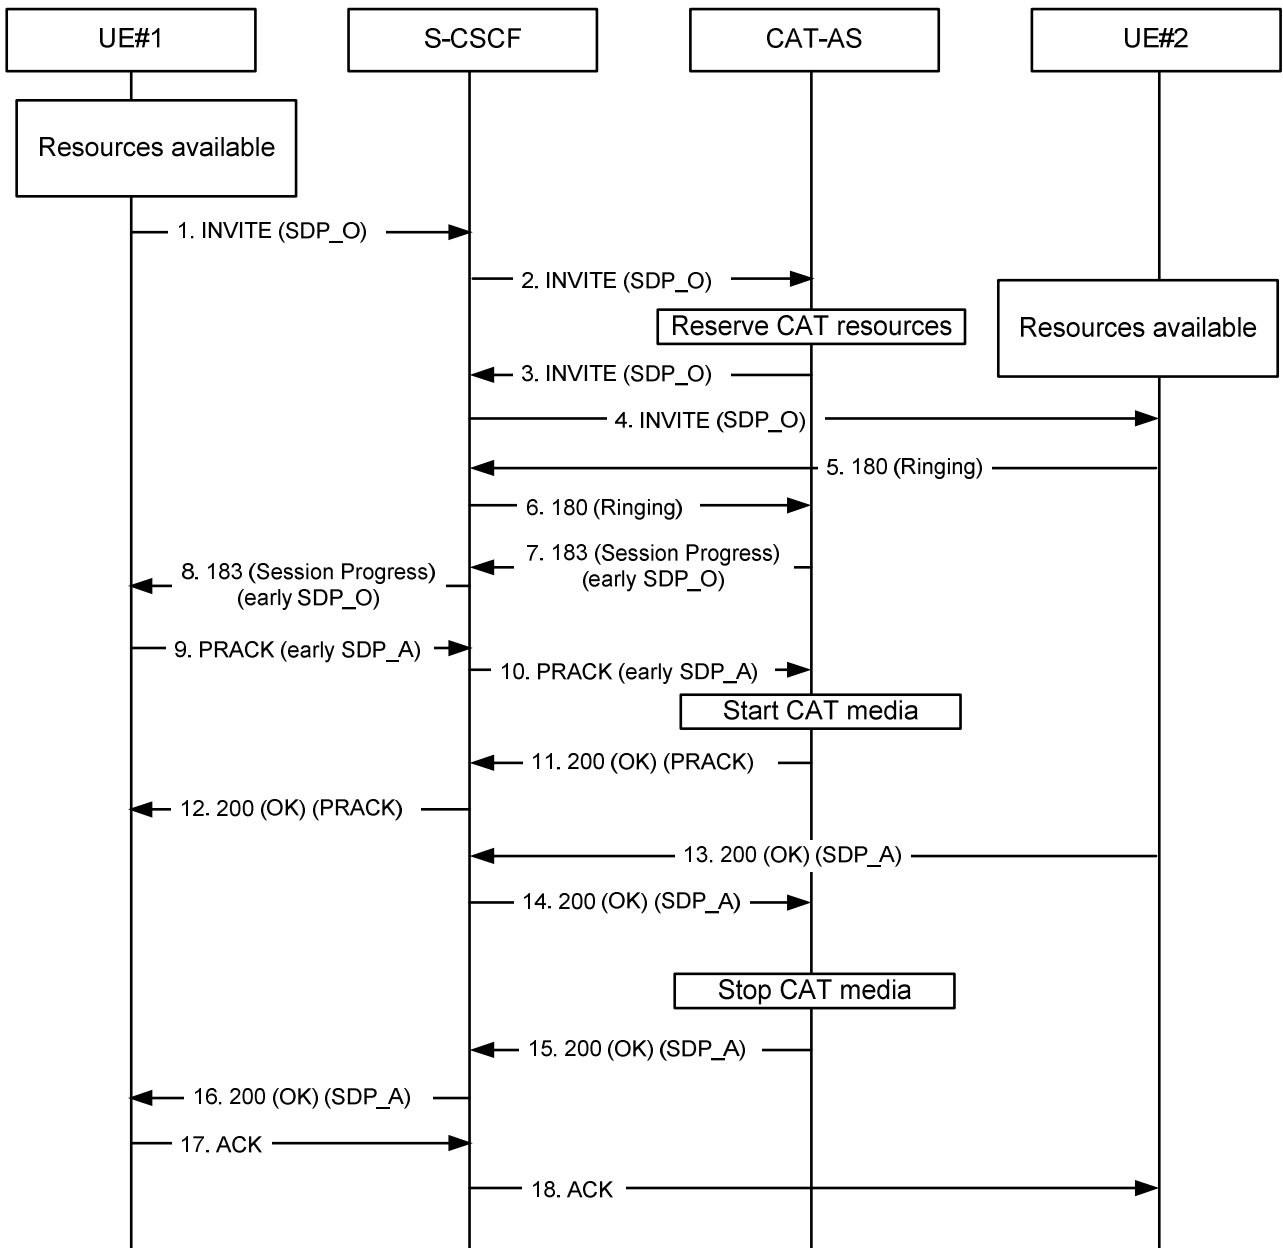 UE#1
S-CSCF
CAT-AS
UE#2
Resources available
1. INVITE (SDP_O)
2. INVITE (SDP_O)
Reserve CAT resources
Resources available
3. INVITE (SDP_O)
4. INVITE (SDP_O)
5. 180 (Ringing)
6. 180 (Ringing)
7. 183 (Session Progress)
(early SDP_O)
8. 183 (Session Progress)
(early SDP_O)
9. PRACK (early SDP_A)
10. PRACK (early SDP_A)
Start CAT media
11. 200 (OK) (PRACK)
12. 200 (OK) (PRACK)
13. 200 (OK) (SDP_A)
14. 200 (OK) (SDP_A)
Stop CAT media
15. 200 (OK) (SDP_A)
16. 200 (OK) (SDP_A)
17. ACK
18. ACK